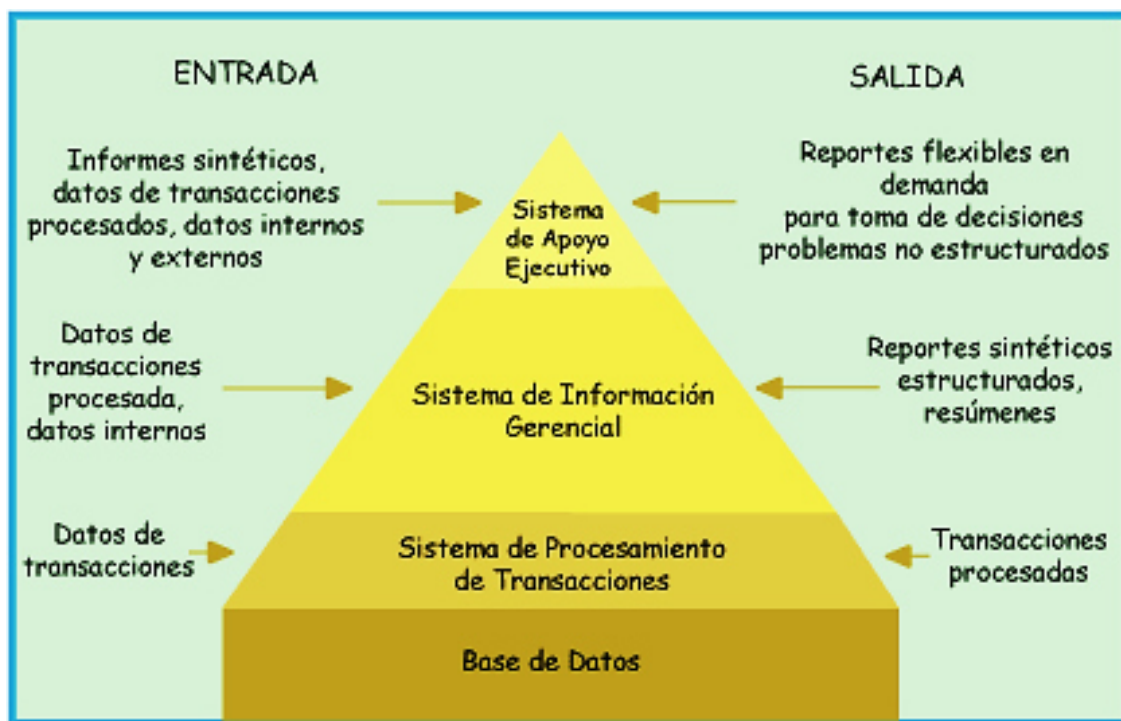 ENTRADA
SALIDA
Informes sintéticos,
datos de transacciones
procesados, datos internos
y externos
Sistema
de Apoyo
Ejecutivo
Reportes flexibles en
demanda
para toma de decisiones
problemas no estructurados
Datos de
transacciones
procesada,
datos internos
Sistema de Información
Gerencial
Reportes sintéticos
estructurados,
resúmenes
Datos de
transacciones
Sistema de Procesamiento
de Transacciones
Transacciones
procesadas
Base de Datos